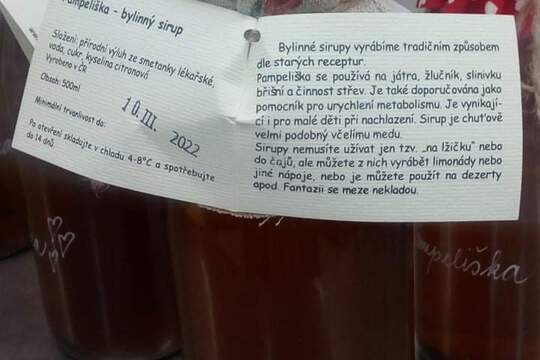 Pampeliška - bylinný sirup
Složení: přírodní výluh ze smetanky lékařské,
voda, cukr, kyselina citronová
Vyrobeno v ČR
Obsah: 500ml
Minimální trvanlivost do:
10. III. 2022
Po otevření skladujte v chladu 4-8°C a spotřebujte
do 14 dnů.
Bylinné sirupy vyrábíme tradičním způsobem
dle starých receptur.
Pampeliška se používá na játra, žlučník, slinivku
břišní a činnost střev. Je také doporučována jako
pomocník pro urychlení metabolismu. Je vynikají-
cí i pro malé děti při nachlazení. Sirup je chuťově
velmi podobný včelímu medu.
Sirupy nemusíte užívat jen tzv. „na lžičku" nebo
do čajů, ale můžete z nich vyrábět limonády nebo
jiné nápoje, nebo je můžete použít na dezerty
apod. Fantazii se meze nekladou.
ampeliška